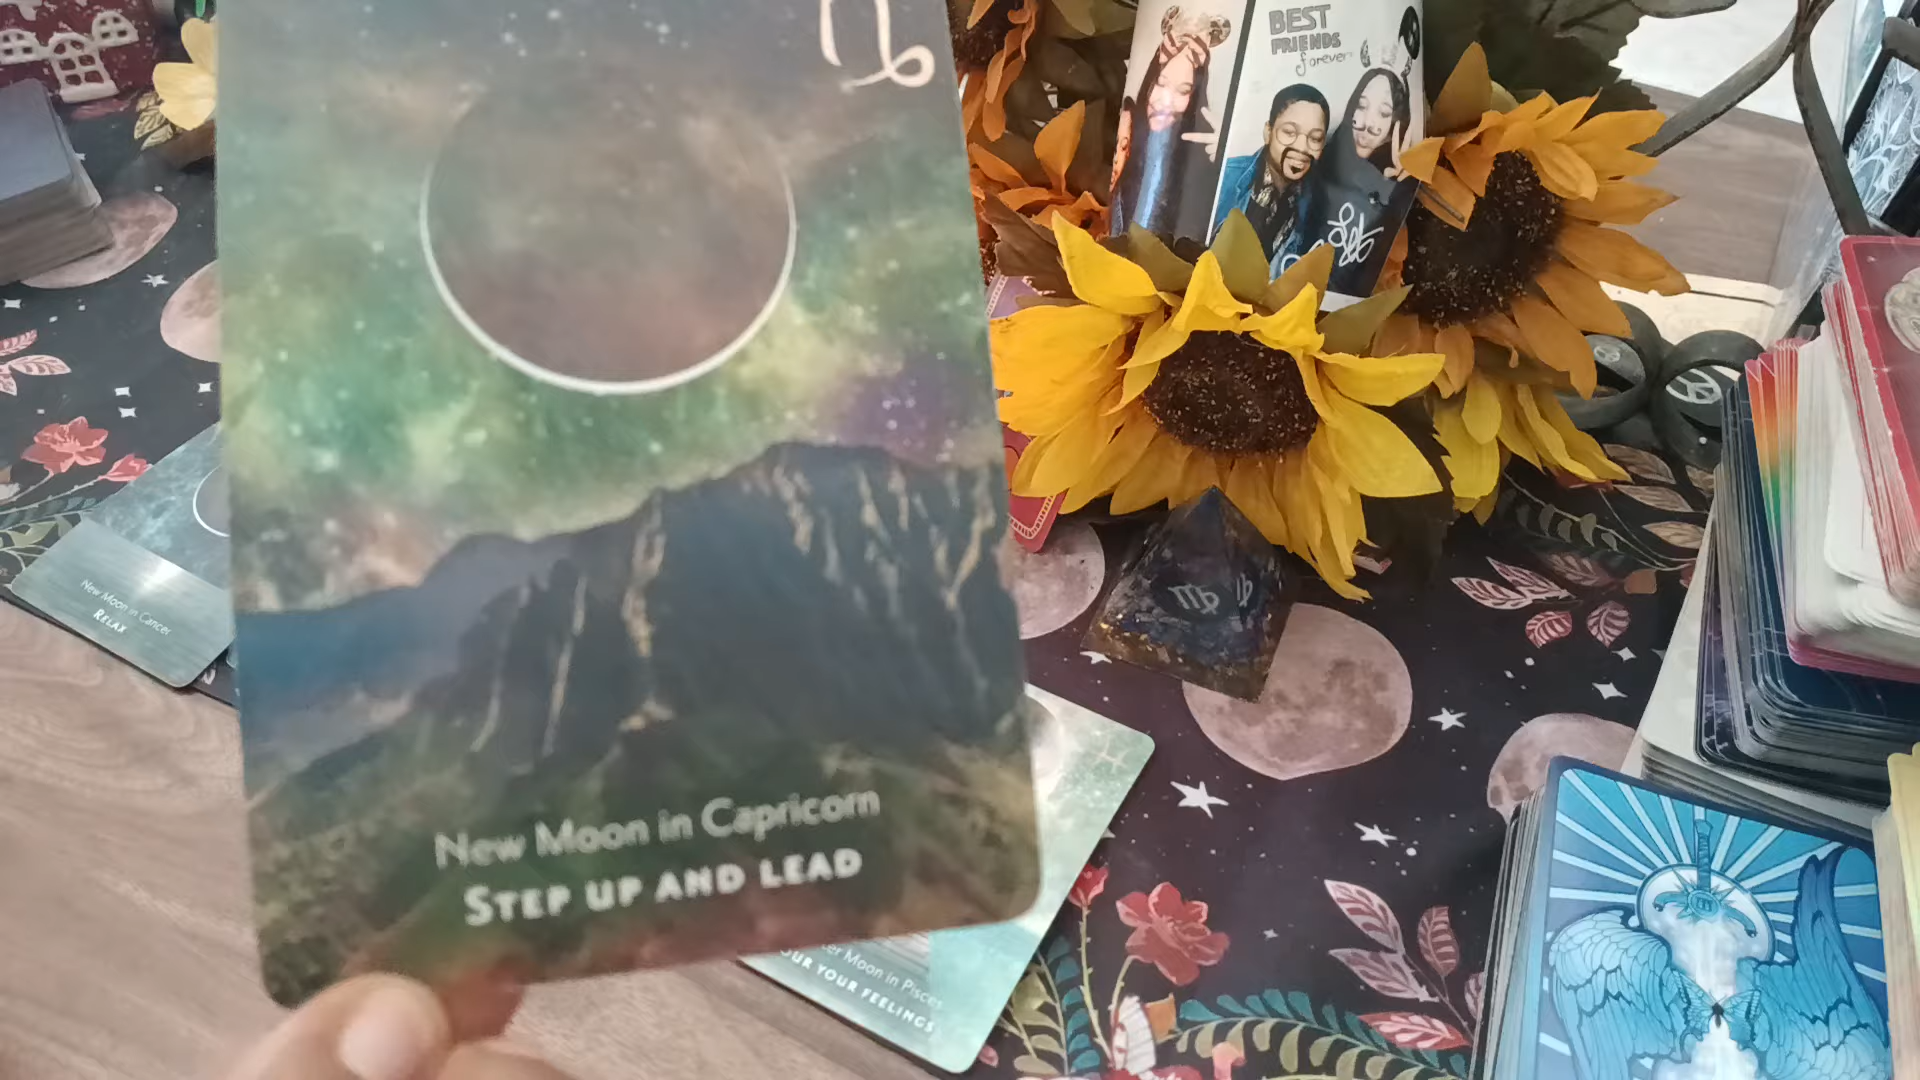 BEST
FRIENDS
forever
New Moon in Cancer
RELAX
New Moon in Capricorn
STEP UP AND LEAD
Moon in Pisces
YOUR FEELINGS